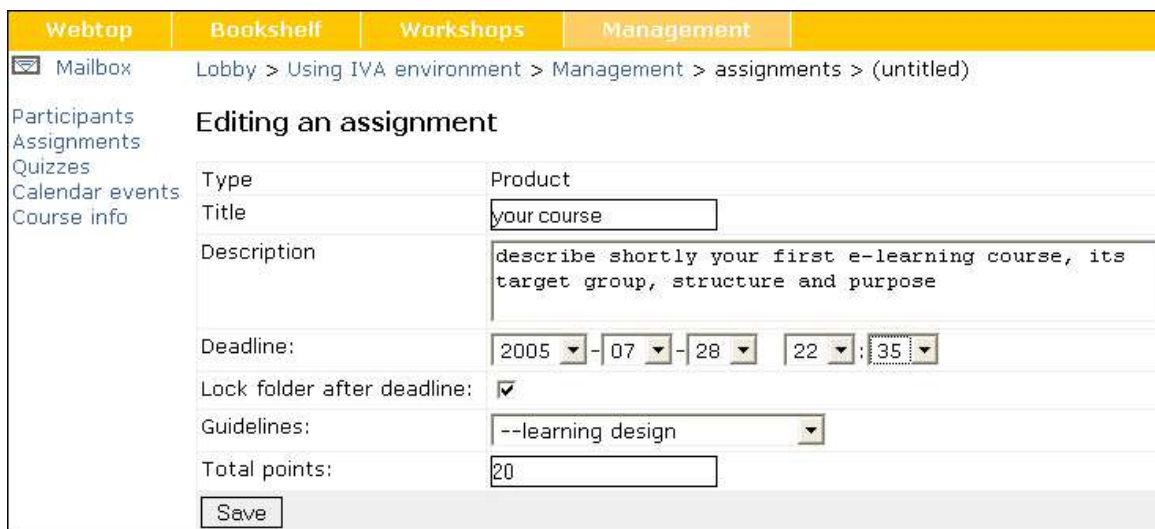 Webtop Bookshelf Workshops Management
Mailbox
Lobby > Using IVA environment > Management > assignments > (untitled)
Participants
Assignments
Quizzes
Calendar events
Course info
Editing an assignment
Type Product
Title your course
Description describe shortly your first e-learning course, its
target group, structure and purpose
Deadline: 2005 - 07 - 28 22 : 35
Lock folder after deadline:
Guidelines: --learning design
Total points: 20
Save